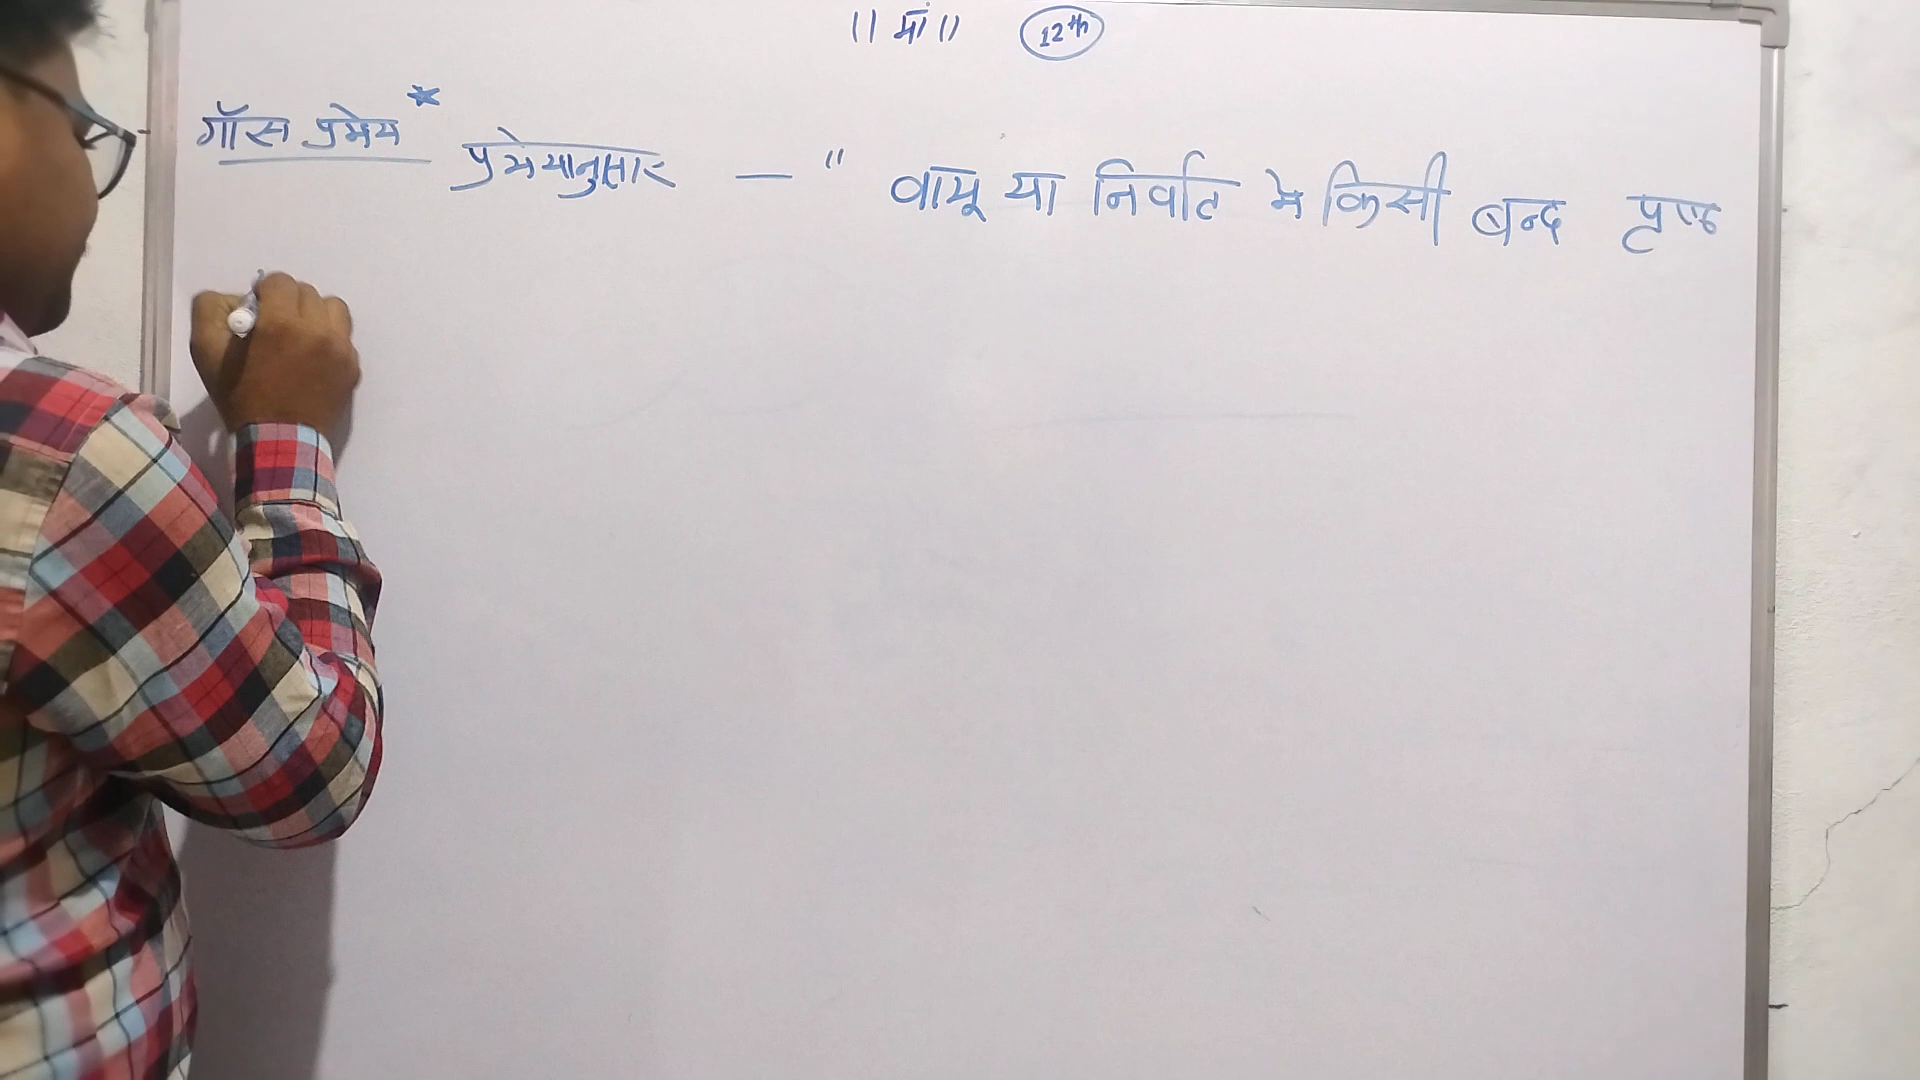 ॥ माँ ॥ 12th
गॉस प्रमेय * प्रमेयानुसार — " वायू या निर्वात मे किसी बन्द पृष्ठ